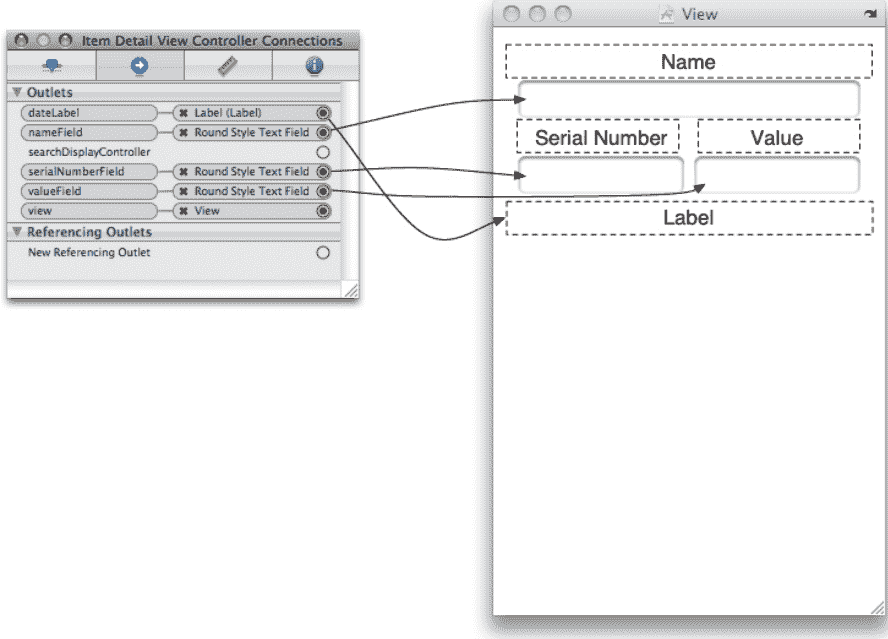 Item Detail View Controller Connections
Outlets
dateLabel
Label (Label)
nameField
Round Style Text Field
searchDisplayController
serialNumberField
Round Style Text Field
valueField
Round Style Text Field
view
View
Referencing Outlets
New Referencing Outlet
View
Name
Serial Number
Value
Label